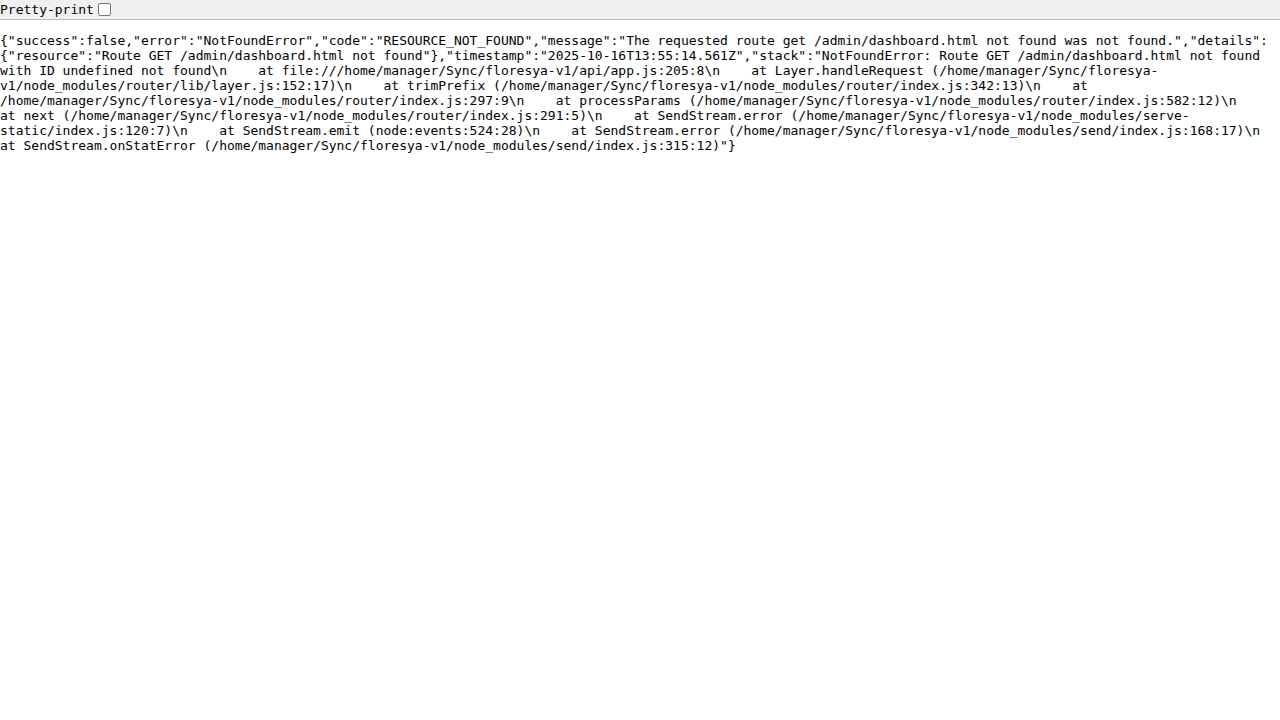 Pretty-print
{"success":false,"error":"NotFoundError","code":"RESOURCE_NOT_FOUND","message":"The requested route get /admin/dashboard.html not found was not found.","details":
{"resource":"Route GET /admin/dashboard.html not found"},"timestamp":"2025-10-16T13:55:14.561Z","stack":"NotFoundError: Route GET /admin/dashboard.html not found
with ID undefined not found\n    at file:///home/manager/Sync/floresya-v1/api/app.js:205:8\n    at Layer.handleRequest (/home/manager/Sync/floresya-
v1/node_modules/router/lib/layer.js:152:17)\n    at trimPrefix (/home/manager/Sync/floresya-v1/node_modules/router/index.js:342:13)\n    at
/home/manager/Sync/floresya-v1/node_modules/router/index.js:297:9\n    at processParams (/home/manager/Sync/floresya-v1/node_modules/router/index.js:582:12)\n
at next (/home/manager/Sync/floresya-v1/node_modules/router/index.js:291:5)\n    at SendStream.error (/home/manager/Sync/floresya-v1/node_modules/serve-
static/index.js:120:7)\n    at SendStream.emit (node:events:524:28)\n    at SendStream.error (/home/manager/Sync/floresya-v1/node_modules/send/index.js:168:17)\n
at SendStream.onStatError (/home/manager/Sync/floresya-v1/node_modules/send/index.js:315:12)"}